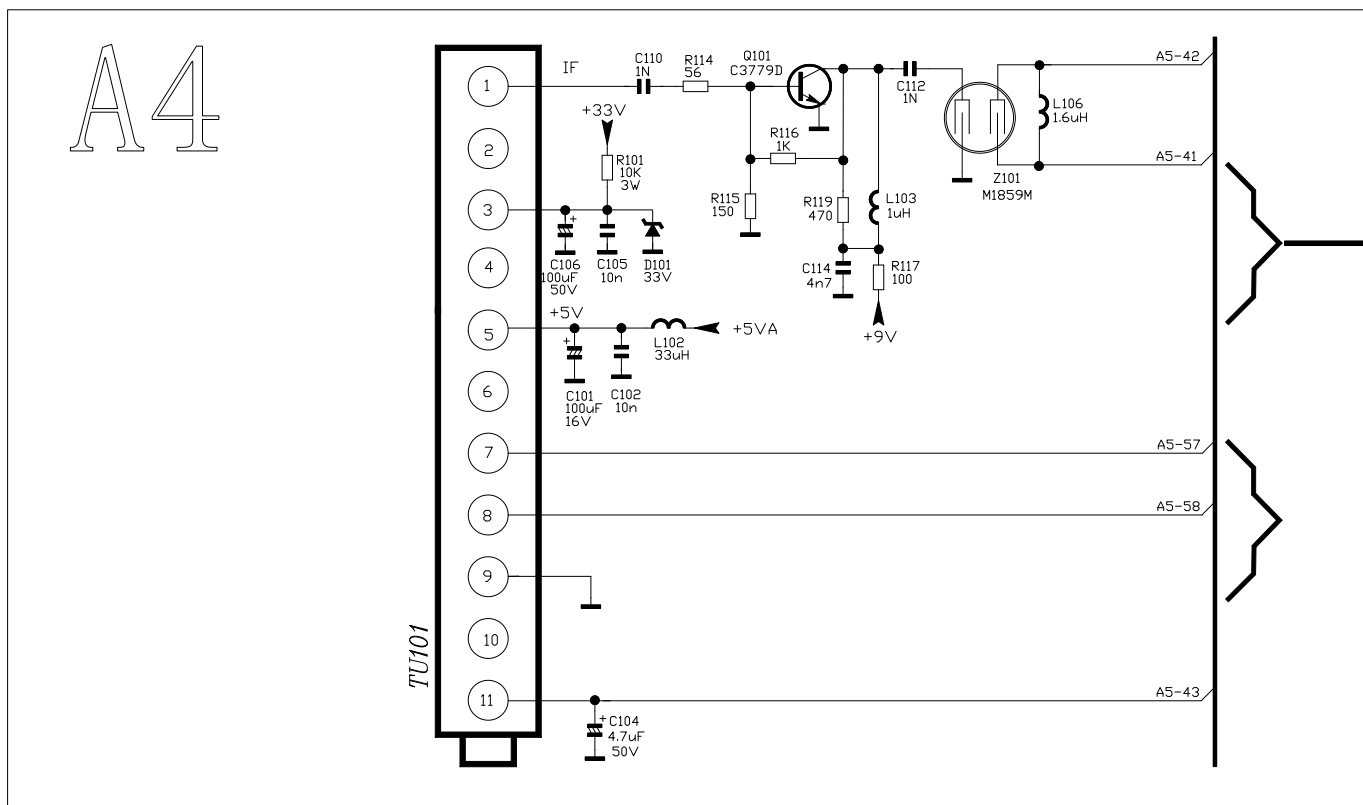 A4
TU101
1
2
3
4
5
6
7
8
9
10
11
IF
C110
1N
R114
56
Q101
C3779D
C112
1N
L106
1.6uH
Z101
M1859M
A5-42
A5-41
+33V
R101
10K
3W
R116
1K
R115
150
R119
470
L103
1uH
+
C106
100uF
50V
C105
10n
D101
33V
C114
4n7
R117
100
+9V
+5V
+
L102
33uH
+5VA
C101
100uF
16V
C102
10n
A5-57
A5-58
A5-43
+
C104
4.7uF
50V